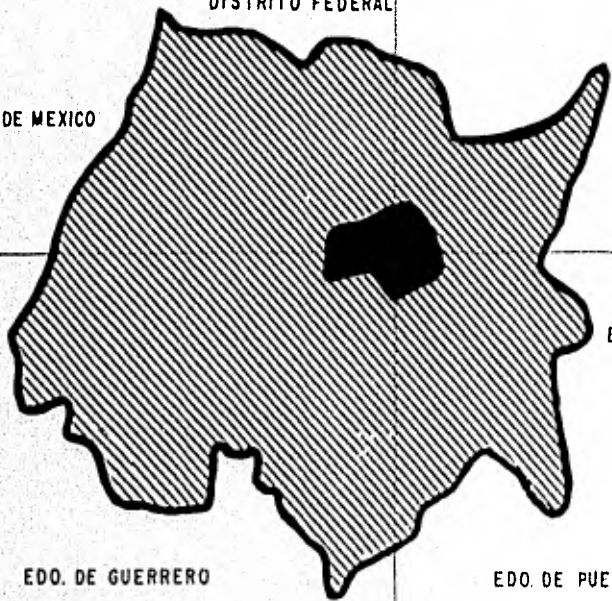 DISTRITO FEDERAL
DE MEXICO
E
EDO. DE GUERRERO
EDO. DE PUE